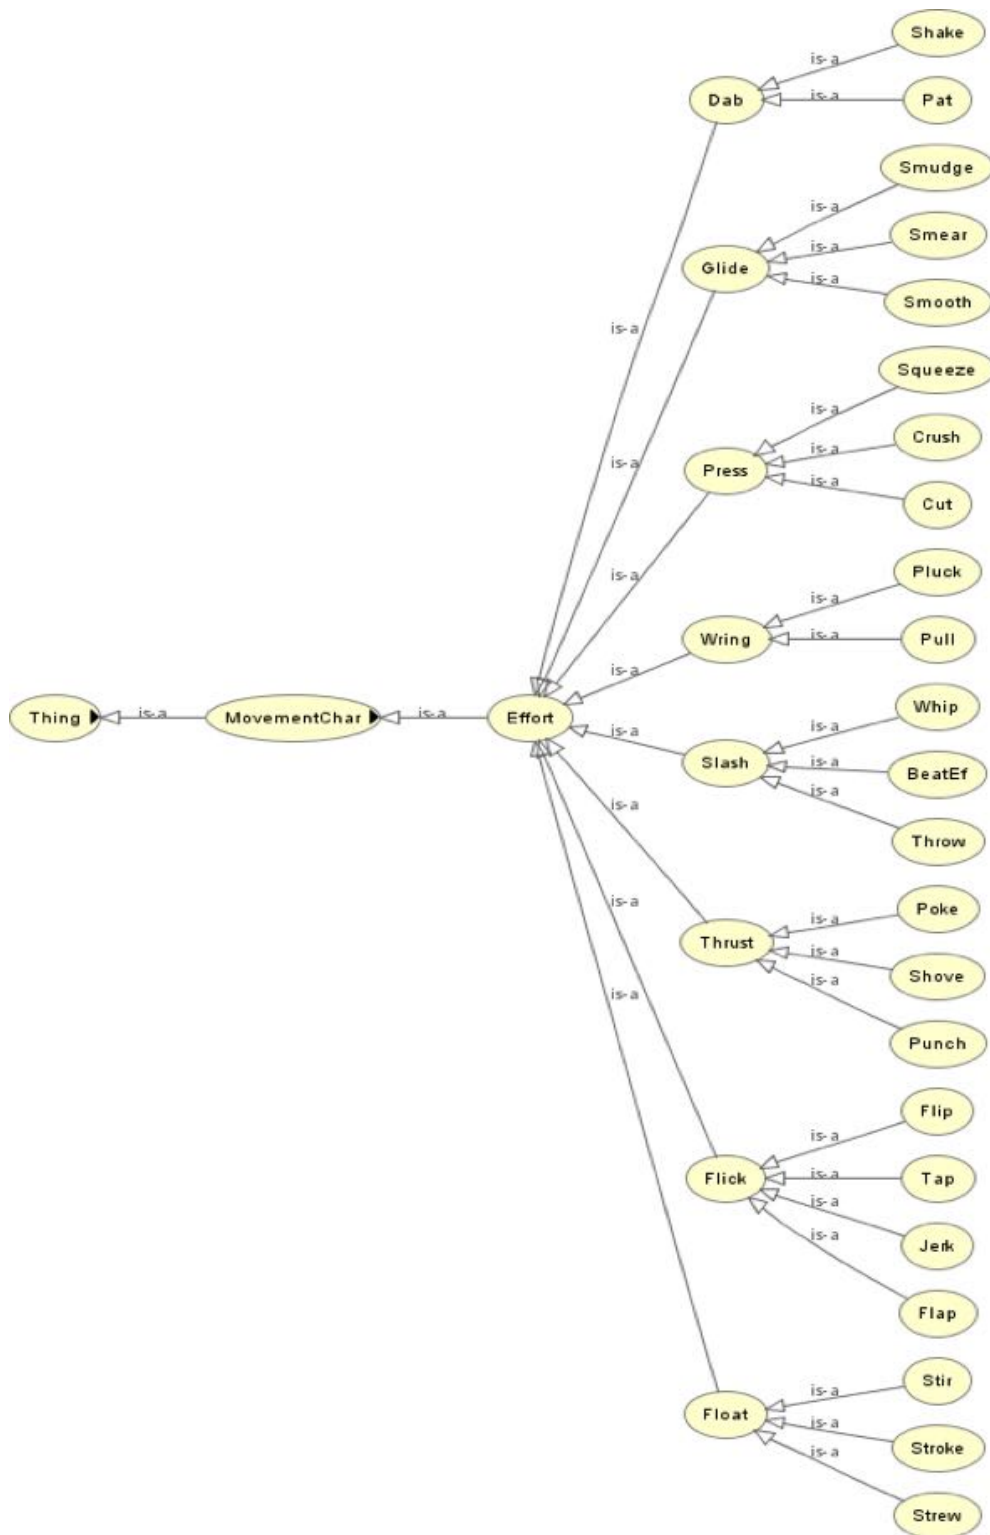 Shake
is-a
Dab
is-a
Pat
Smudge
is-a
Smear
is-a
Glide
is-a
Smooth
is-a
Squeeze
is-a
Crush
is-a
is-a
Press
is-a
Cut
Pluck
is-a
is-a
Wring
is-a
Pull
is-a
Whip
is-a
Thing
is-a
MovementChar
is-a
Effort
is-a
Slash
is-a
BeatEf
is-a
is-a
Throw
Poke
is-a
is-a
Thrust
is-a
Shove
is-a
is-a
Punch
Flip
is-a
Flick
is-a
Tap
is-a
Jerk
is-a
Flap
Stir
is-a
Float
is-a
Stroke
is-a
Strew